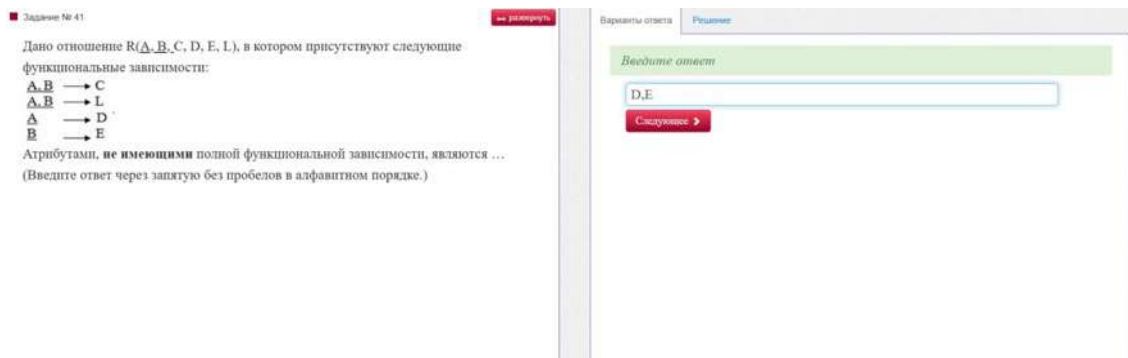 Задание № 41
развернуть
Дано отношение R(A, B, C, D, E, L), в котором присутствуют следующие
функциональные зависимости:
A, B → C
A, B → L
A → D
B → E
Атрибутами, не имеющими полной функциональной зависимости, являются …
(Введите ответ через запятую без пробелов в алфавитном порядке.)
Варианты ответа
Решение
Введите ответ
D,E
Следующее